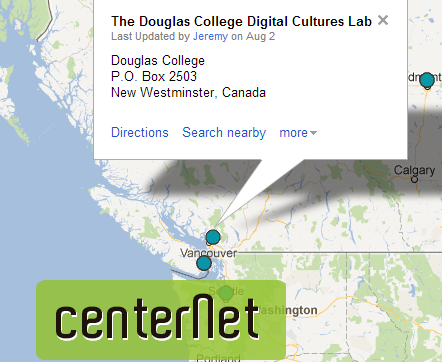 The Douglas College Digital Cultures Lab
Last Updated by Jeremy on Aug 2
Douglas College
P.O. Box 2503
New Westminster, Canada
Directions Search nearby more
Calgary
Vancouver
Seattle
Washington
centerNet
Portland